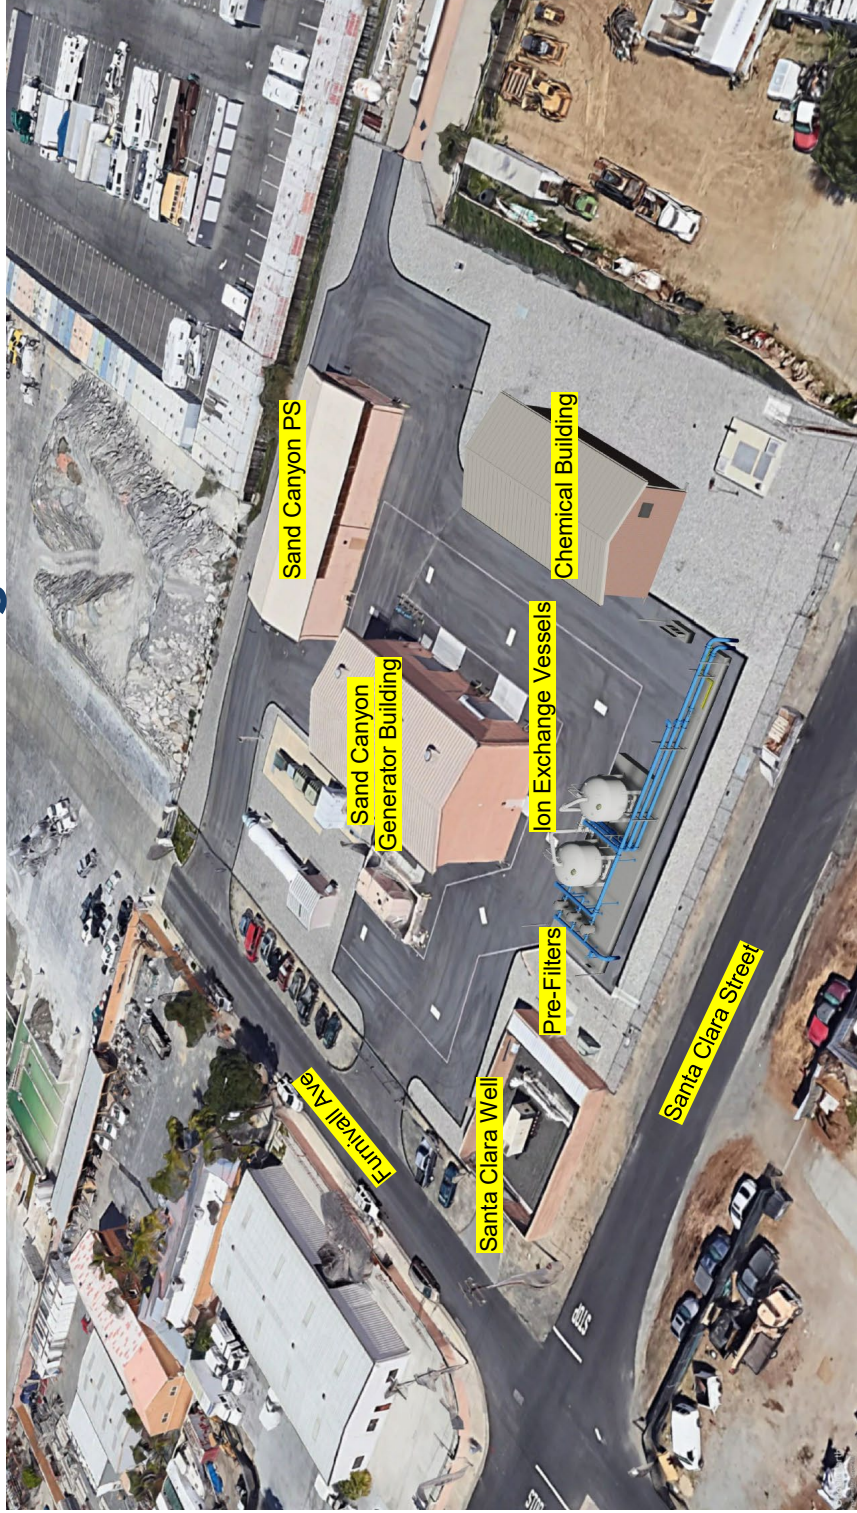 Sand Canyon PS
Chemical Building
Sand Canyon
Generator Building
Ion Exchange Vessels
Pre-Filters
Santa Clara Well
Furnivall Ave
Santa Clara Street
STOP